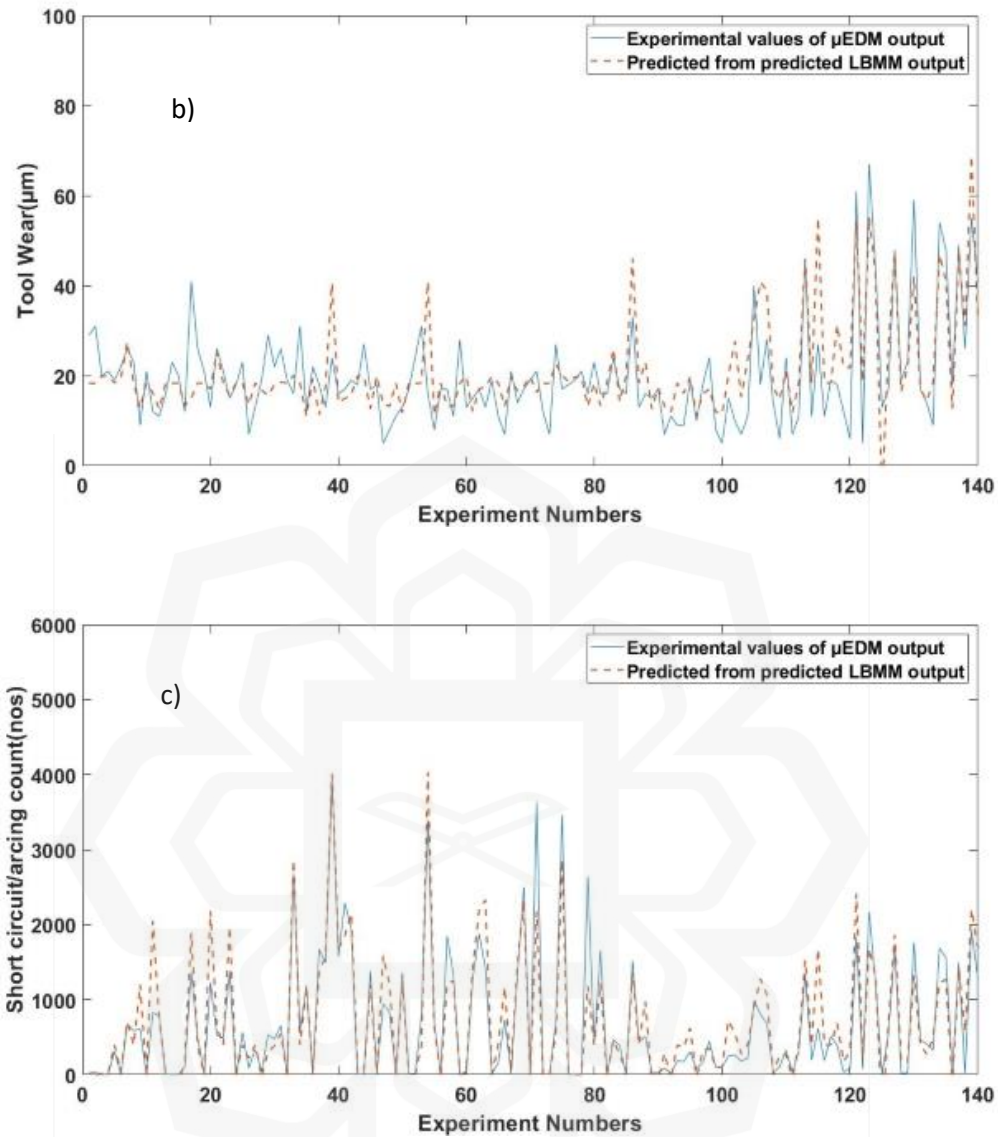 100
Experimental values of µEDM output
Predicted from predicted LBMM output
b)
80
60
40
20
0
Tool Wear(µm)
0 20 40 60 80 100 120 140
Experiment Numbers
6000
Experimental values of µEDM output
Predicted from predicted LBMM output
c)
5000
4000
3000
2000
1000
0
Short circuit/arcing count(nos)
0 20 40 60 80 100 120 140
Experiment Numbers